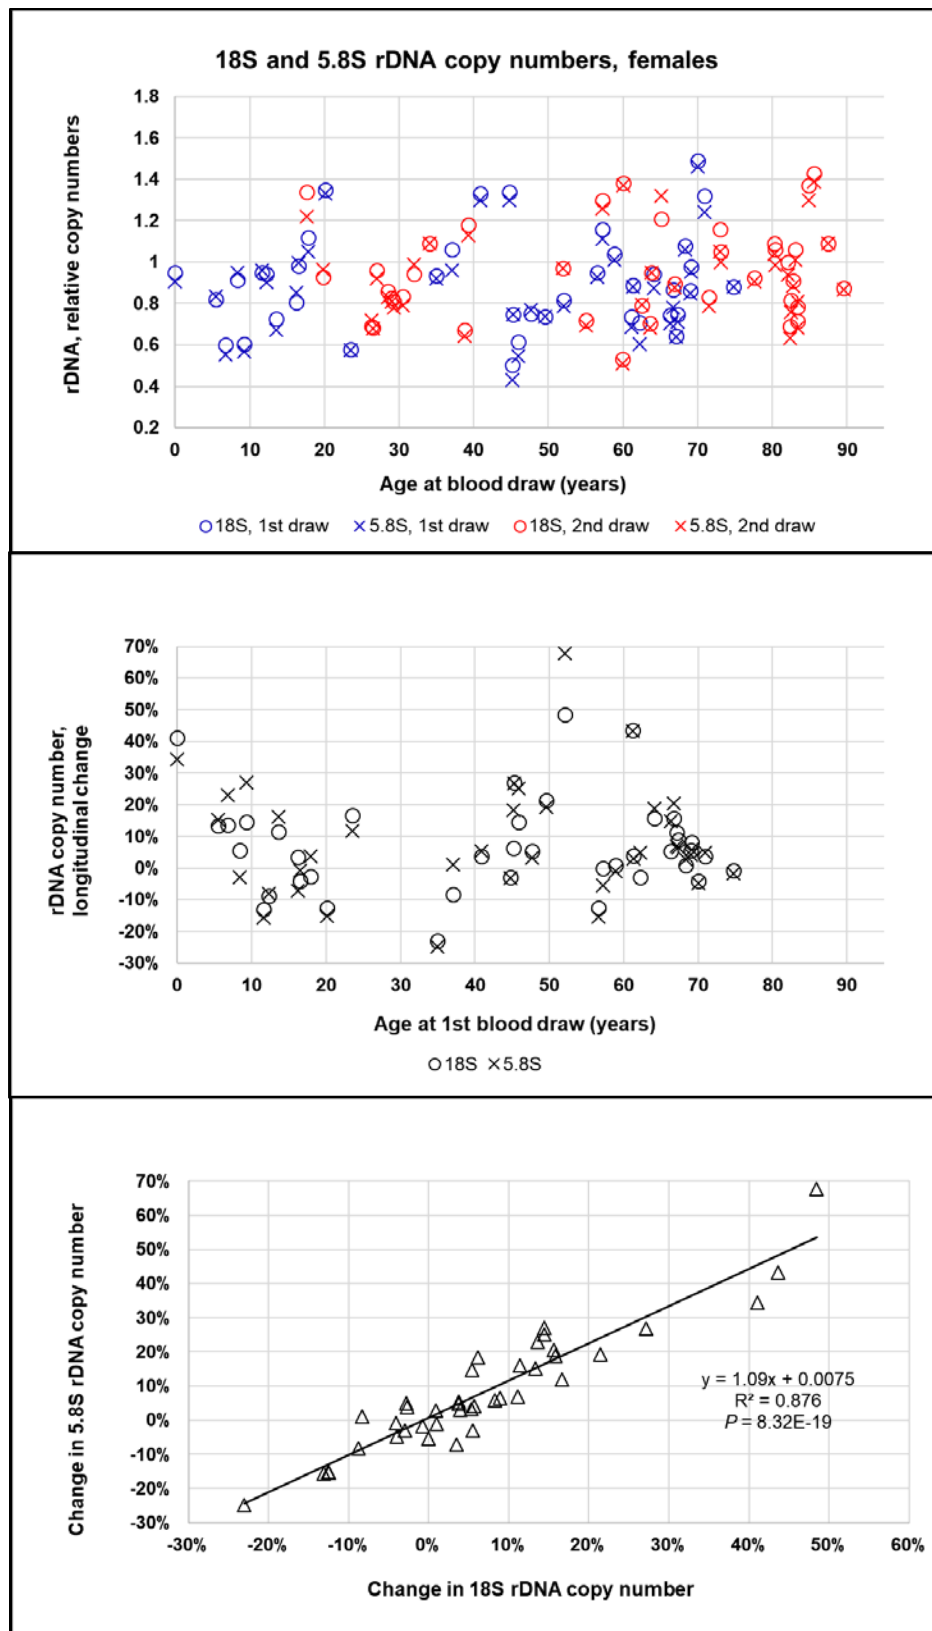 18S and 5.8S rDNA copy numbers, females
rDNA, relative copy numbers
1.8
1.6
1.4
1.2
1
0.8
0.6
0.4
0.2
0 10 20 30 40 50 60 70 80 90
Age at blood draw (years)
18S, 1st draw 5.8S, 1st draw 18S, 2nd draw 5.8S, 2nd draw
rDNA copy number,
longitudinal change
70%
60%
50%
40%
30%
20%
10%
0%
-10%
-20%
-30%
0 10 20 30 40 50 60 70 80 90
Age at 1st blood draw (years)
18S 5.8S
Change in 5.8S rDNA copy number
70%
60%
50%
40%
30%
20%
10%
0%
-10%
-20%
-30%
y = 1.09x + 0.0075
R² = 0.876
P = 8.32E-19
-30% -20% -10% 0% 10% 20% 30% 40% 50% 60%
Change in 18S rDNA copy number